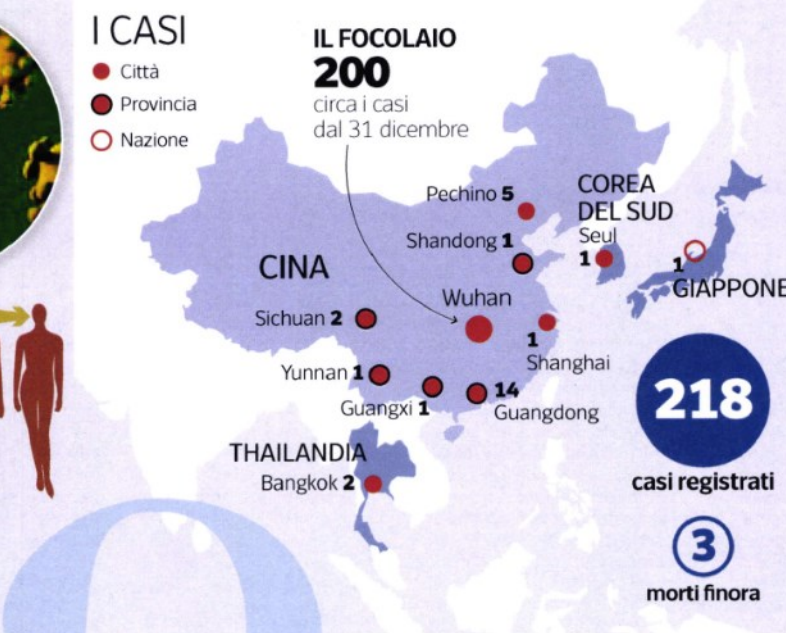 I CASI
Città
Provincia
Nazione
IL FOCOLAIO
200
circa i casi
dal 31 dicembre
Pechino 5
Shandong 1
COREA
DEL SUD
Seul
1
1
GIAPPONE
CINA
Wuhan
Sichuan 2
1
Shanghai
Yunnan 1
Guangxi 1
14
Guangdong
THAILANDIA
Bangkok 2
218
casi registrati
3
morti finora